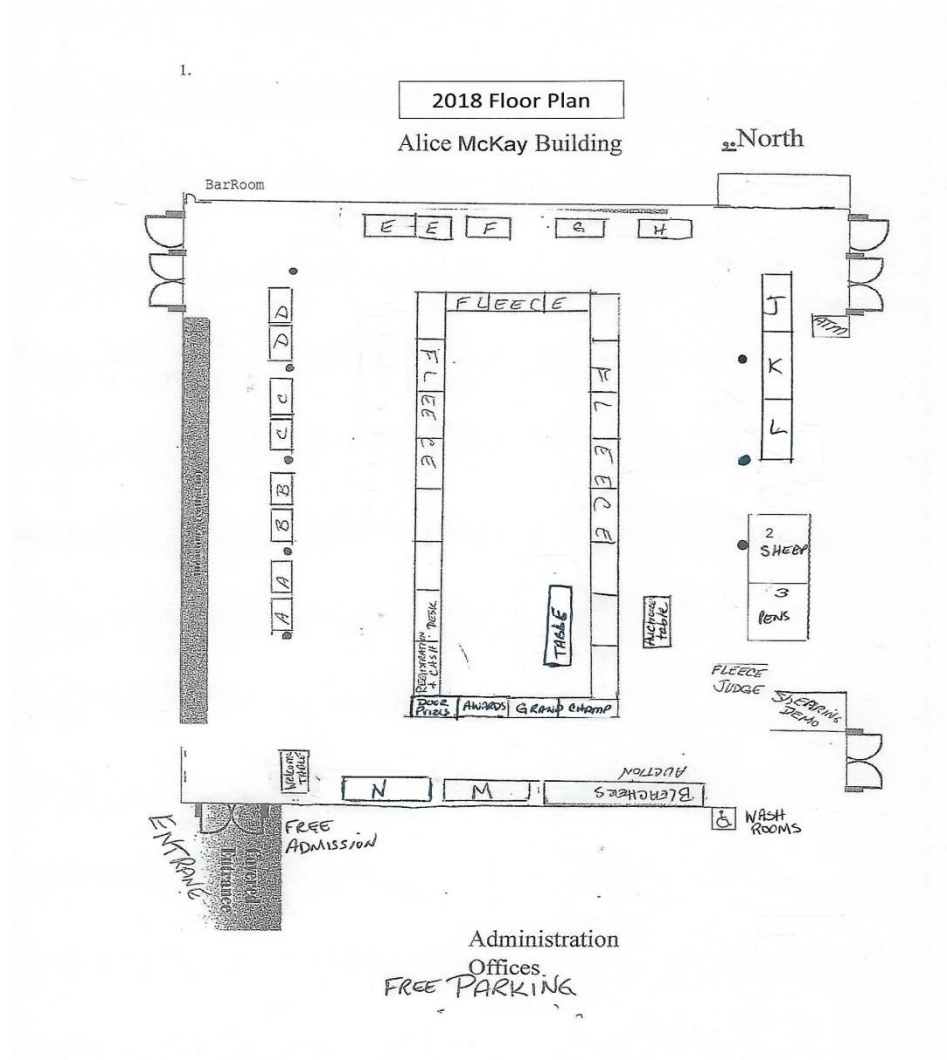 1.
2018 Floor Plan
Alice McKay Building
North
BarRoom
E E F G H
FLEECE
J
K
L
ATM
D
D
C
C
B
B
A
A
FLEECE
FLEECE
2
SHEEP
3
PENS
TABLE
Auction
table
REGISTRATION
+ CASH DESK
FLEECE
JUDGE
SHEARING
DEMO
DOOR
PRIZES
AWARDS
GRAND CHAMP
Welcome
TABLE
N
M
AUCTION
BLEACHERS
WASH
ROOMS
ENTRANE
FREE
ADMISSION
Covered
Entrance
Administration
Offices.
FREE PARKING